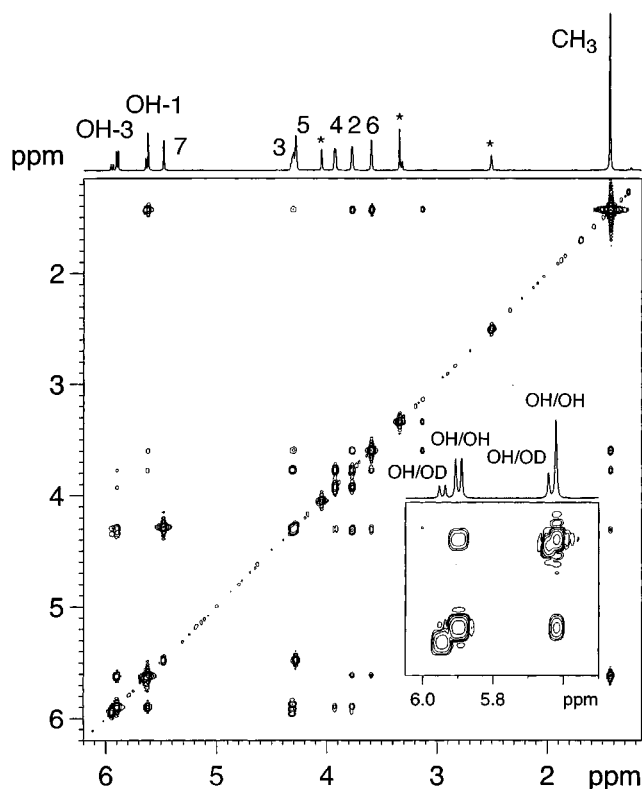 CH3
OH-1
OH-3
5 * 4 2 6 * *
7
3
ppm
2
3
OH/OH
OH/OH
OH/OD
OH/OD
4
5
6.0 5.8 ppm
6
6 5 4 3 2 ppm